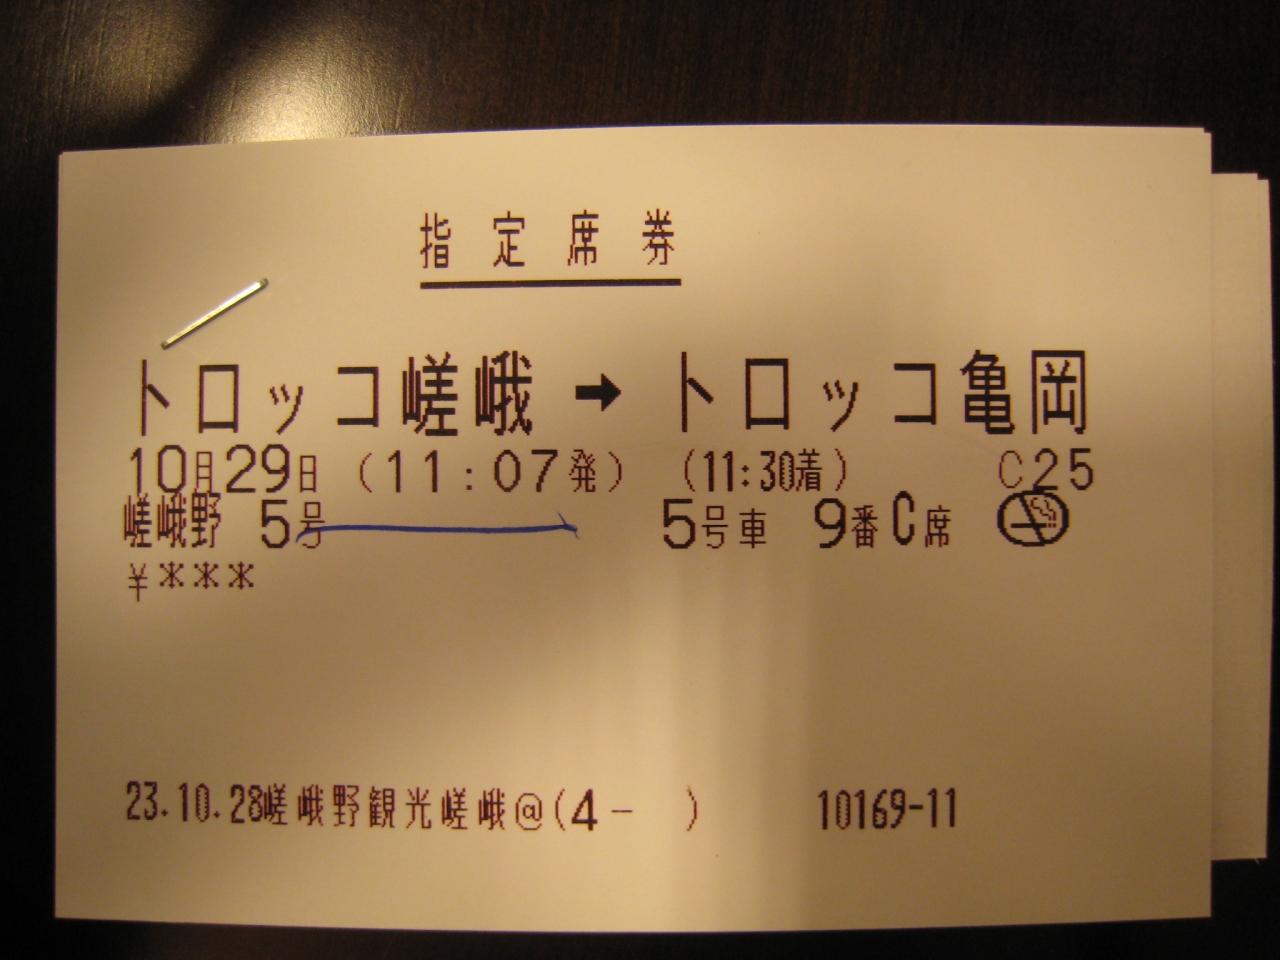 指定席券
トロッコ嵯峨➡トロッコ亀岡
10月29日 (11:07発) (11:30着) C25
嵯峨野 5号 5号車 9番C席
¥***
23.10.28嵯峨野観光嵯峨@(4- ) 10169-11